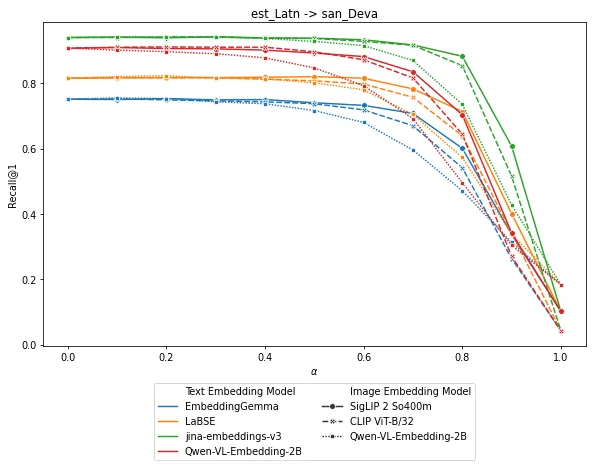 est_Latn -> san_Deva
Recall@1
0.8
0.6
0.4
0.2
0.0
0.0 0.2 0.4 0.6 0.8 1.0
α
Text Embedding Model
EmbeddingGemma
LaBSE
jina-embeddings-v3
Qwen-VL-Embedding-2B
Image Embedding Model
SigLIP 2 So400m
CLIP ViT-B/32
Qwen-VL-Embedding-2B